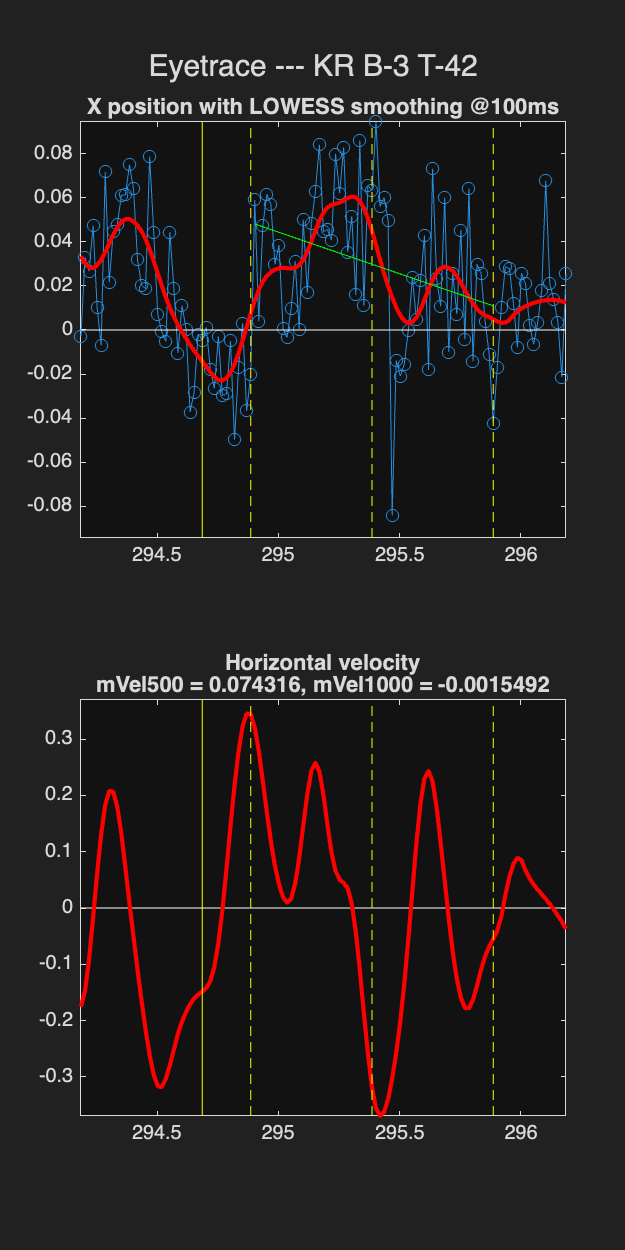 Eyetrace --- KR B-3 T-42
X position with LOWESS smoothing @100ms
0.08
0.06
0.04
0.02
0
-0.02
-0.04
-0.06
-0.08
294.5 295 295.5 296
Horizontal velocity
mVel500 = 0.074316, mVel1000 = -0.0015492
0.3
0.2
0.1
0
-0.1
-0.2
-0.3
294.5 295 295.5 296